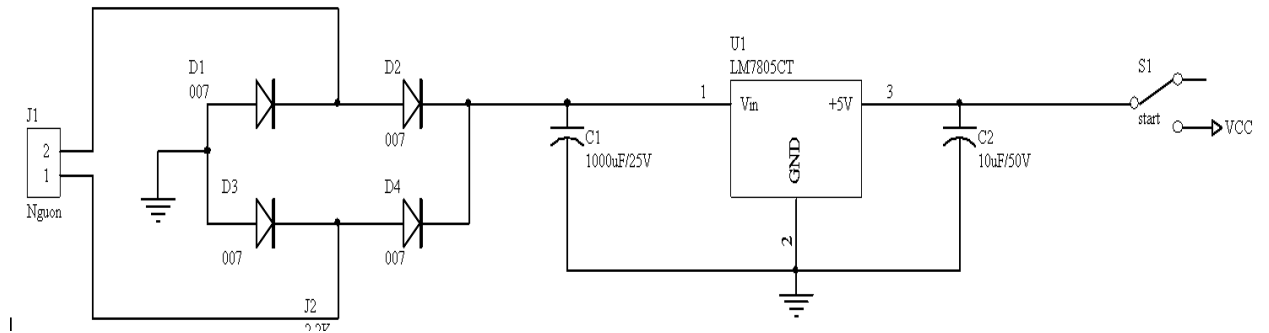 J1
2
1
Nguon
D1
007
D2
007
D3
007
D4
007
J2
C1
1000uF/25V
U1
LM7805CT
1
Vin
+5V
3
GND
2
C2
10uF/50V
S1
start
VCC